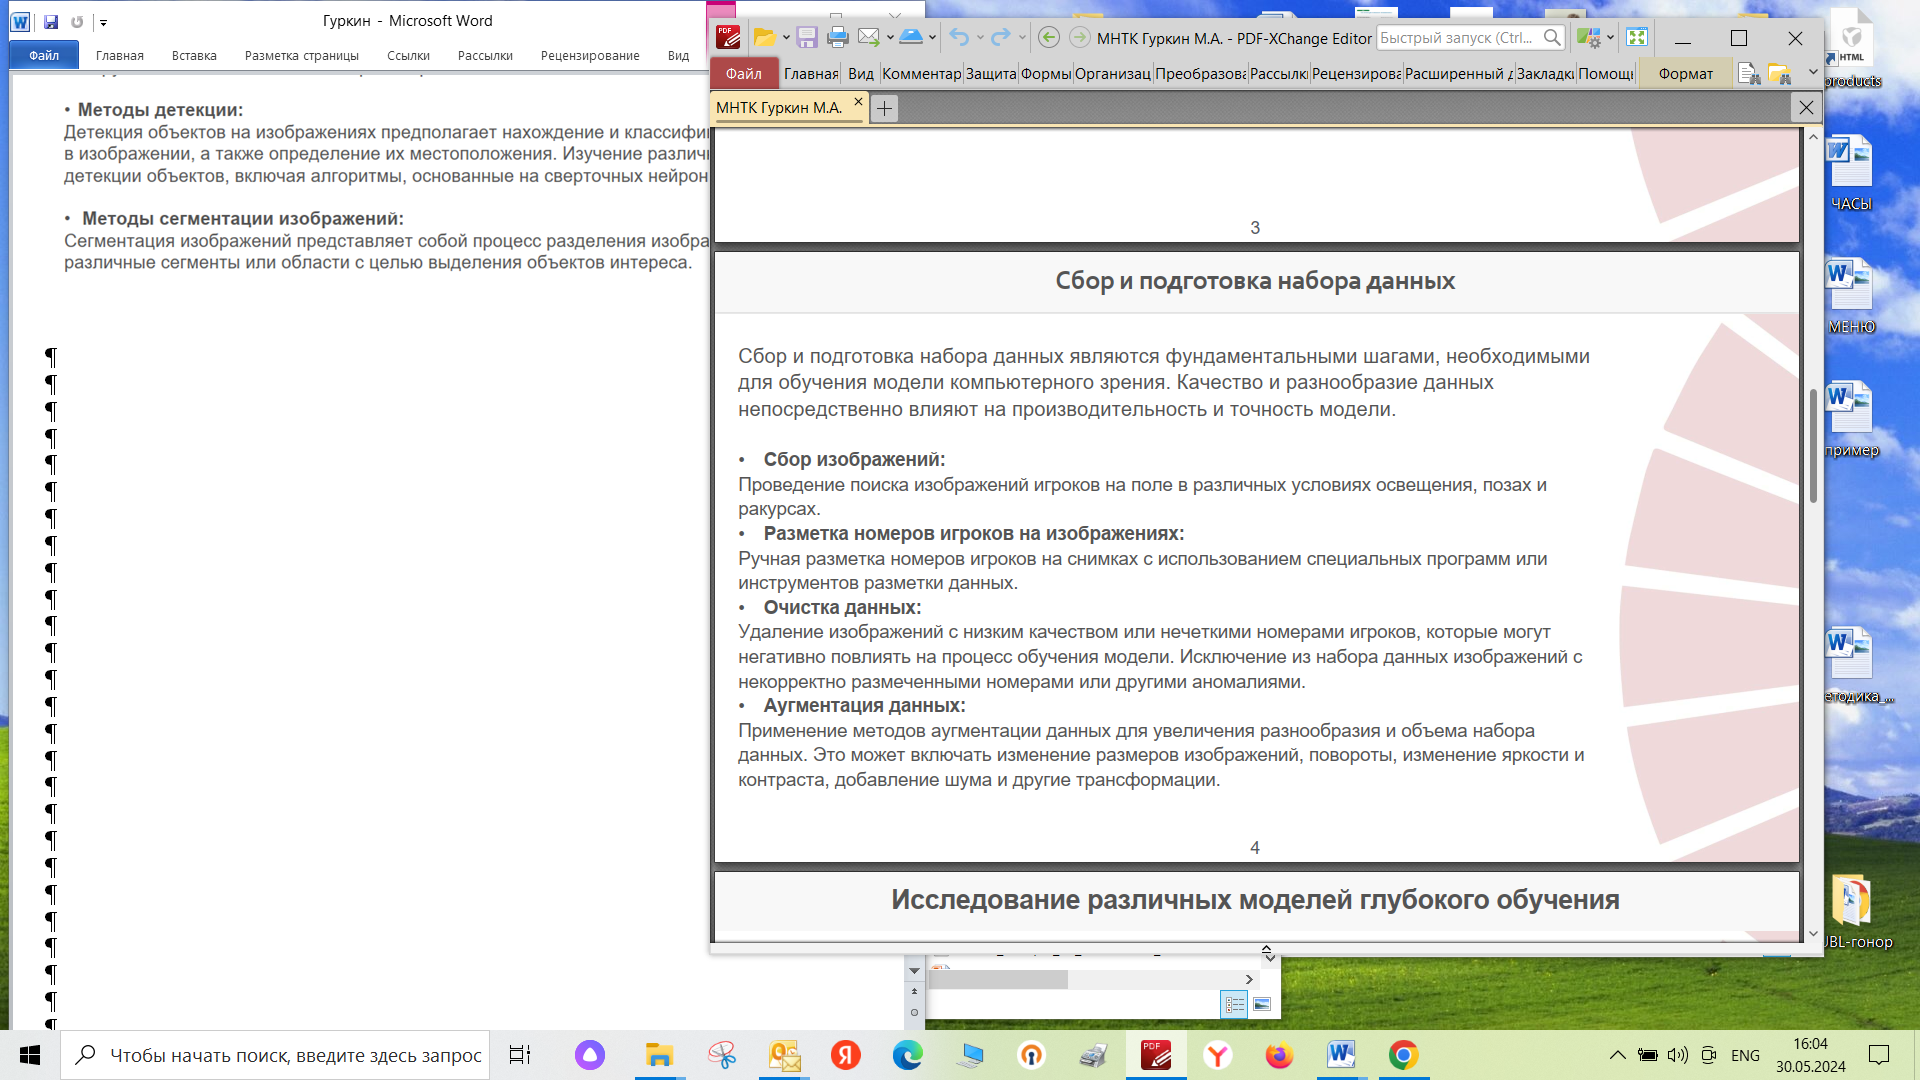 Гуркин - Microsoft Word
Файл Главная Вставка Разметка страницы Ссылки Рассылки Рецензирование Вид
• Методы детекции:
Детекция объектов на изображениях предполагает нахождение и классифи
в изображении, а также определение их местоположения. Изучение различ
детекции объектов, включая алгоритмы, основанные на сверточных нейрон
• Методы сегментации изображений:
Сегментация изображений представляет собой процесс разделения изобра
различные сегменты или области с целью выделения объектов интереса.
МНТК Гуркин М.А. - PDF-XChange Editor
Быстрый запуск (Ctrl...
Файл Главная Вид Комментар Защита Формы Организац Преобразова Рассылк Рецензирова Расширенный Закладк Помощ Формат
МНТК Гуркин М.А.
3
Сбор и подготовка набора данных
Сбор и подготовка набора данных являются фундаментальными шагами, необходимыми
для обучения модели компьютерного зрения. Качество и разнообразие данных
непосредственно влияют на производительность и точность модели.
• Сбор изображений:
Проведение поиска изображений игроков на поле в различных условиях освещения, позах и
ракурсах.
• Разметка номеров игроков на изображениях:
Ручная разметка номеров игроков на снимках с использованием специальных программ или
инструментов разметки данных.
• Очистка данных:
Удаление изображений с низким качеством или нечеткими номерами игроков, которые могут
негативно повлиять на процесс обучения модели. Исключение из набора данных изображений с
некорректно размеченными номерами или другими аномалиями.
• Аугментация данных:
Применение методов аугментации данных для увеличения разнообразия и объема набора
данных. Это может включать изменение размеров изображений, повороты, изменение яркости и
контраста, добавление шума и другие трансформации.
4
Исследование различных моделей глубокого обучения
HTML
products
ЧАСЫ
МЕНЮ
пример
етодика_...
JBL-гонор
Чтобы начать поиск, введите здесь запрос
ENG
16:04
30.05.2024